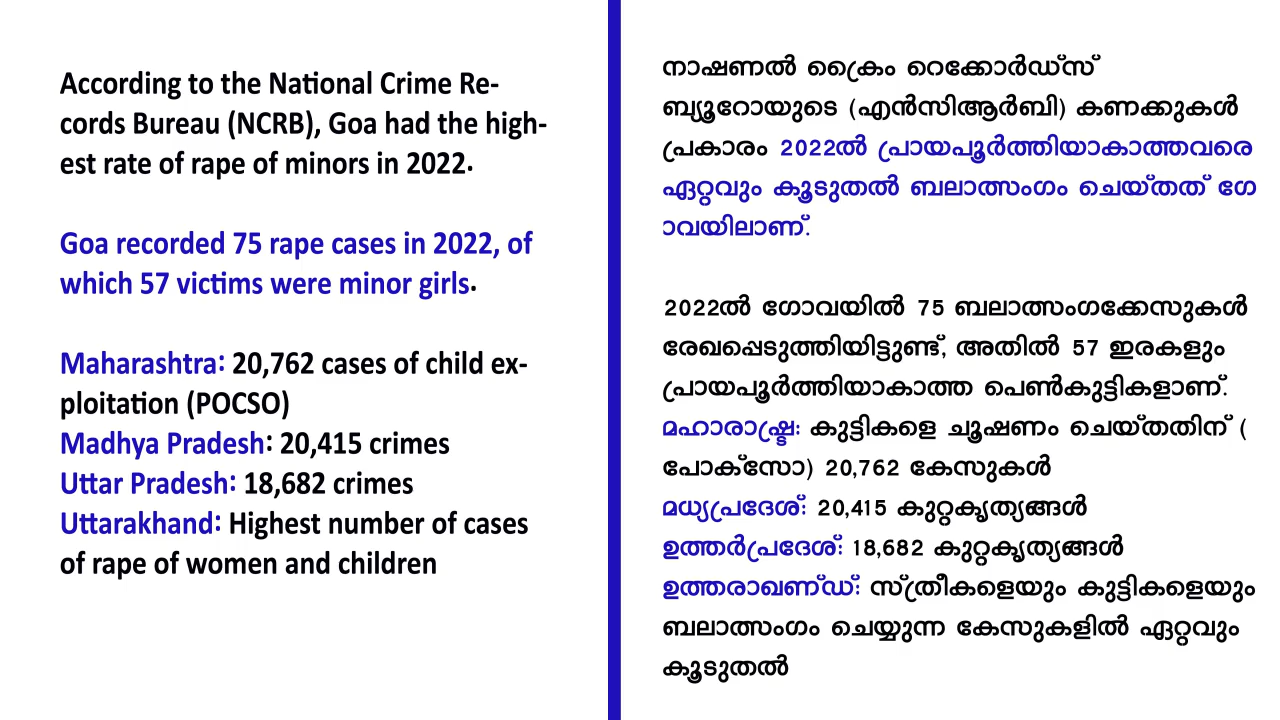 According to the National Crime Re-
cords Bureau (NCRB), Goa had the high-
est rate of rape of minors in 2022.
Goa recorded 75 rape cases in 2022, of
which 57 victims were minor girls.
Maharashtra: 20,762 cases of child ex-
ploitation (POCSO)
Madhya Pradesh: 20,415 crimes
Uttar Pradesh: 18,682 crimes
Uttarakhand: Highest number of cases
of rape of women and children
നാഷണൽ ക്രൈം റെക്കോർഡ്സ്
ബ്യൂറോയുടെ (എൻസിആർബി) കണക്കുകൾ
പ്രകാരം 2022ൽ പ്രായപൂർത്തിയാകാത്തവരെ
ഏറ്റവും കൂടുതൽ ബലാത്സംഗം ചെയ്തത് ഗേ
ാവയിലാണ്.
2022ൽ ഗോവയിൽ 75 ബലാത്സംഗക്കേസുകൾ
രേഖപ്പെടുത്തിയിട്ടുണ്ട്, അതിൽ 57 ഇരകളും
പ്രായപൂർത്തിയാകാത്ത പെൺകുട്ടികളാണ്.
മഹാരാഷ്ട്ര: കുട്ടികളെ ചൂഷണം ചെയ്തതിന് (
പോക്സോ) 20,762 കേസുകൾ
മധ്യപ്രദേശ്: 20,415 കുറ്റകൃത്യങ്ങൾ
ഉത്തർപ്രദേശ്: 18,682 കുറ്റകൃത്യങ്ങൾ
ഉത്തരാഖണ്ഡ്: സ്ത്രീകളെയും കുട്ടികളെയും
ബലാത്സംഗം ചെയ്യുന്ന കേസുകളിൽ ഏറ്റവും
കൂടുതൽ